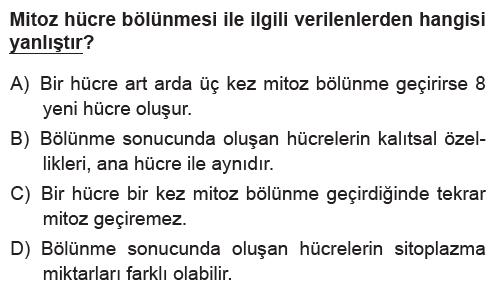 Mitoz hücre bölünmesi ile ilgili verilenlerden hangisi
yanlıştır?
A) Bir hücre art arda üç kez mitoz bölünme geçirirse 8
yeni hücre oluşur.
B) Bölünme sonucunda oluşan hücrelerin kalıtsal özel-
likleri, ana hücre ile aynıdır.
C) Bir hücre bir kez mitoz bölünme geçirdiğinde tekrar
mitoz geçiremez.
D) Bölünme sonucunda oluşan hücrelerin sitoplazma
miktarları farklı olabilir.